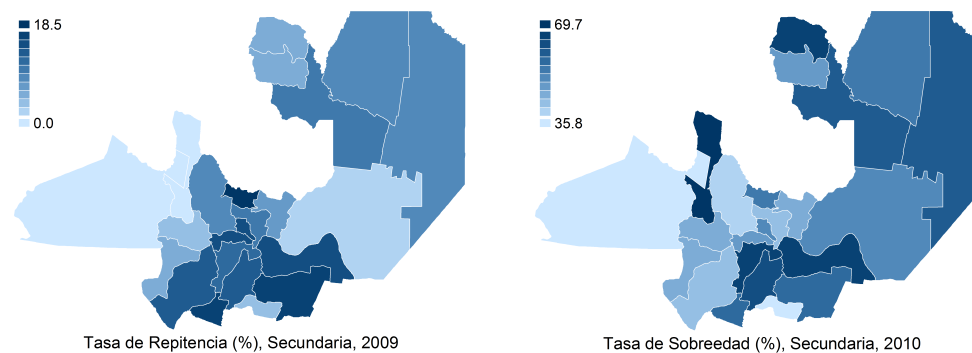 18.5
0.0
Tasa de Repitencia (%), Secundaria, 2009
69.7
35.8
Tasa de Sobreedad (%), Secundaria, 2010